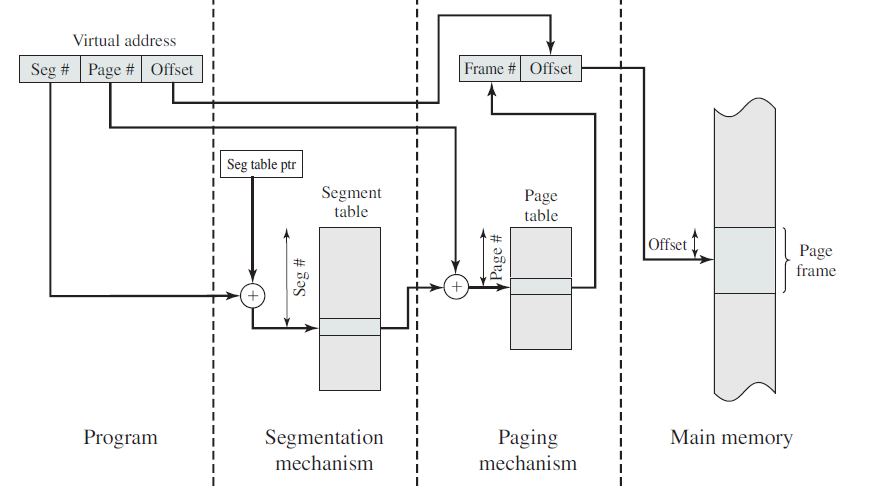 Virtual address
Seg # Page # Offset
Frame # Offset
Seg table ptr
Segment
table
Page
table
Seg #
Page #
Offset
Page
frame
+
+
Program
Segmentation
mechanism
Paging
mechanism
Main memory